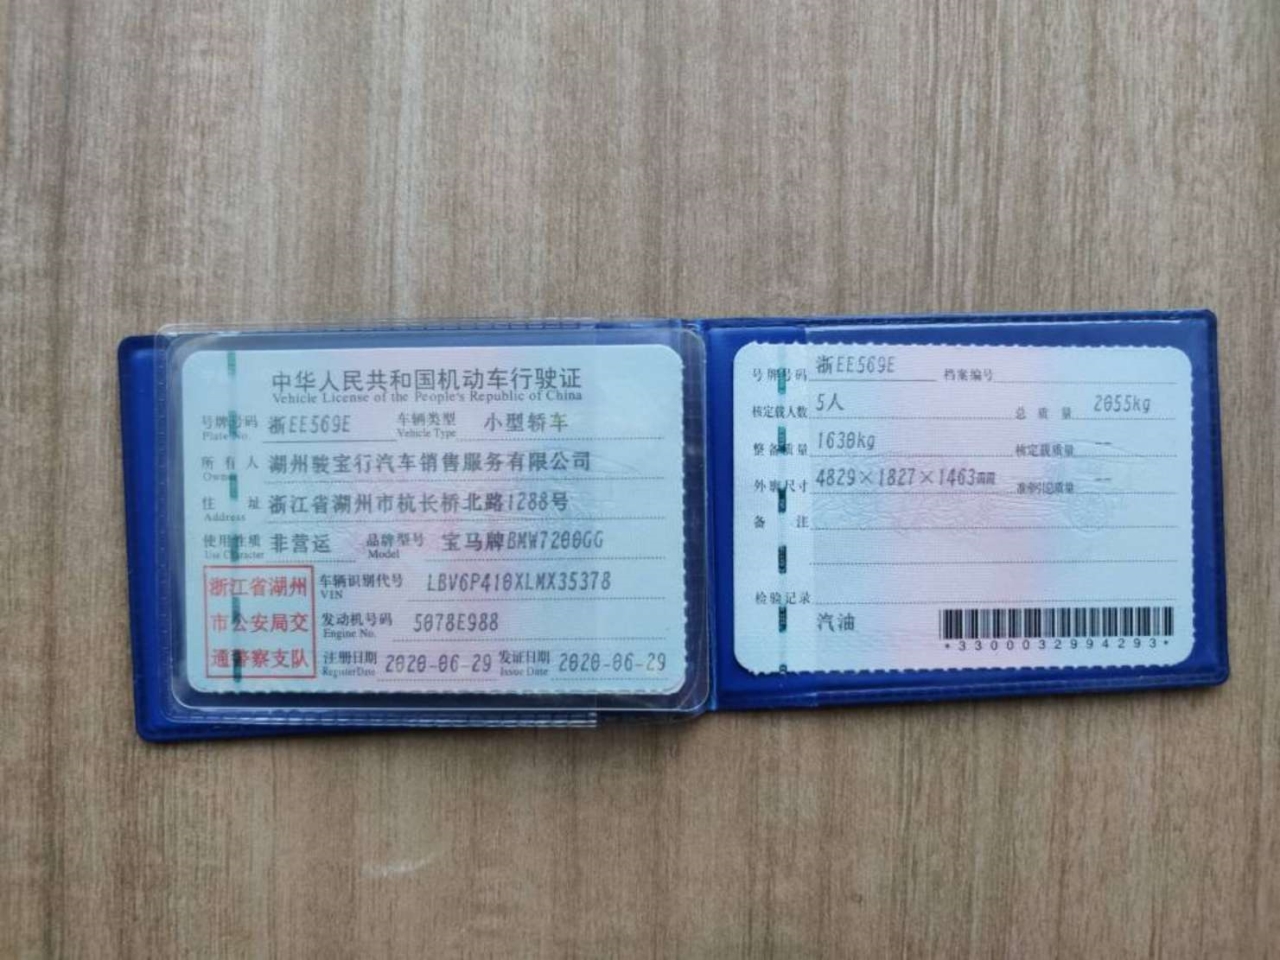 中华人民共和国机动车行驶证
Vehicle License of the People's Republic of China
号牌号码 浙EE569E 车辆类型 小型轿车
Plate No. Vehicle Type
所有人 湖州骏宝行汽车销售服务有限公司
Owner
住址 浙江省湖州市杭长桥北路1288号
Address
使用性质 非营运 品牌型号 宝马牌BMW7200GG
Use Character Model
浙江省湖州
市公安局交
通警察支队
车辆识别代号 LBV6P410XLMX35378
VIN
发动机号码 5078E988
Engine No.
注册日期 2020-06-29 发证日期 2020-06-29
Register Date Issue Date
号牌号码 浙EE569E 档案编号
核定载人数 5人 总质量 2055kg
整备质量 1630kg 核定载质量 --
外廓尺寸 4829×1827×1463mm 准牵引总质量 --
备注
检验记录
汽油
*3300032994293*